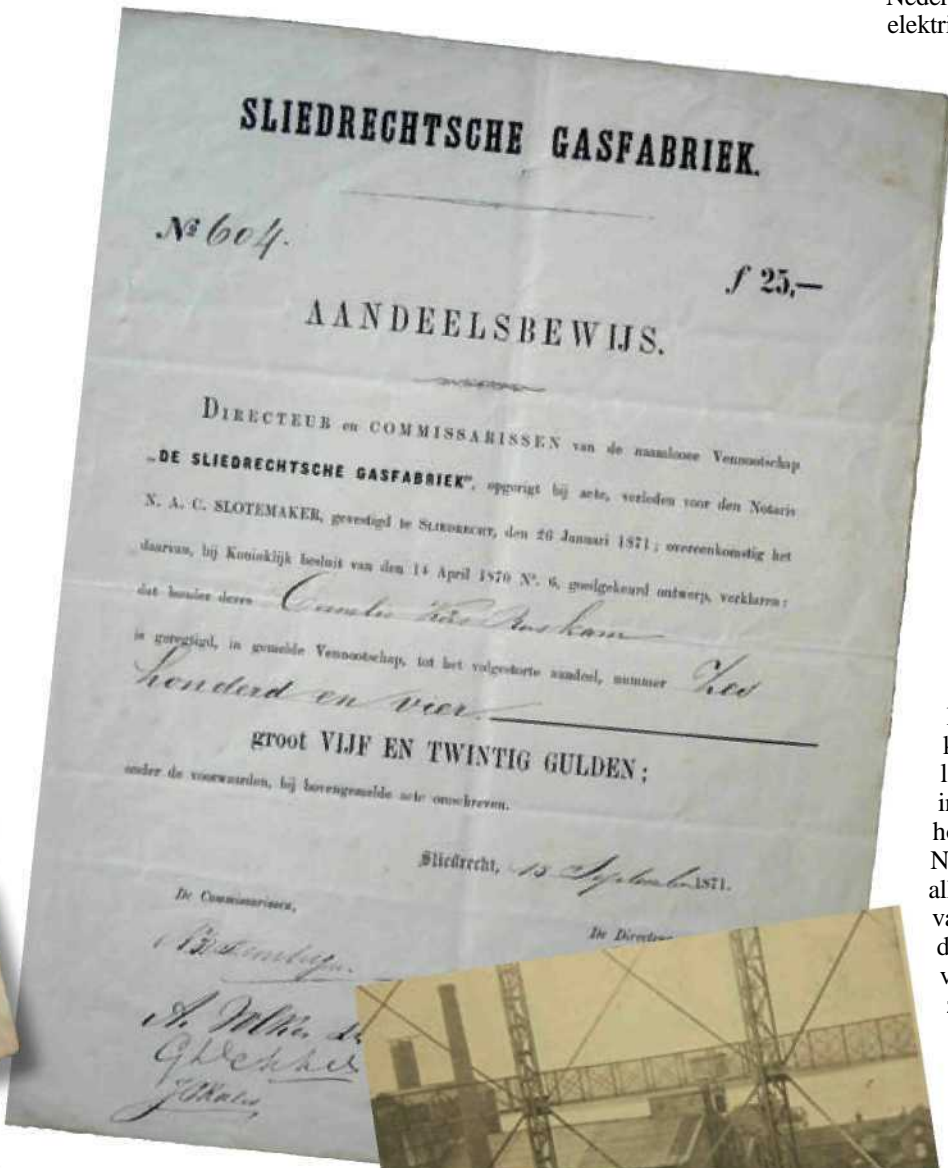 elektri
SLIEDRECHTSCHE GASFABRIEK.
Nº 604.
f 25,—
AANDEELSBEWIJS.
DIRECTEUR en COMMISSARISSEN van de naamlooze Vennootschap
„DE SLIEDRECHTSCHE GASFABRIEK", opgerigt bij acte, verleden voor den Notaris
N. A. C. SLOTEMAKER, gevestigd te SLIEDRECHT, den 26 Januari 1871; overeenkomstig het
daarvan, bij Koninklijk besluit van den 14 April 1870 Nº. 6, goedgekeurd ontwerp, verklaren:
dat houder dezes
is geregtigd, in gemelde Vennootschap, tot het volgestorte aandeel, nummer Zes
honderd en vier.
groot VIJF EN TWINTIG GULDEN;
onder de voorwaarden, bij bovengemelde acte omschreven.
Sliedrecht, 15 September 1871.
De Commissarissen,
De Directeu
A. Volker